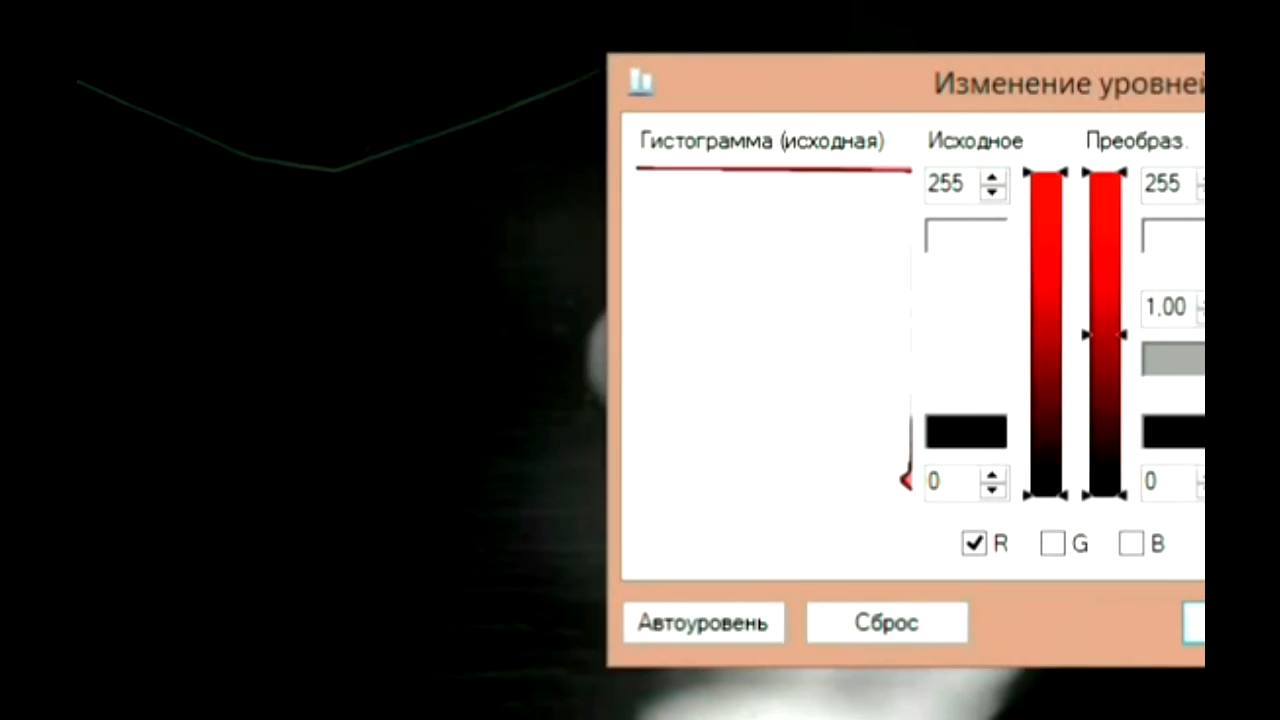 Изменение уровней
Гистограмма (исходная) Исходное Преобраз.
255 255
1.00
0 0
R G B
Автоуровень Сброс